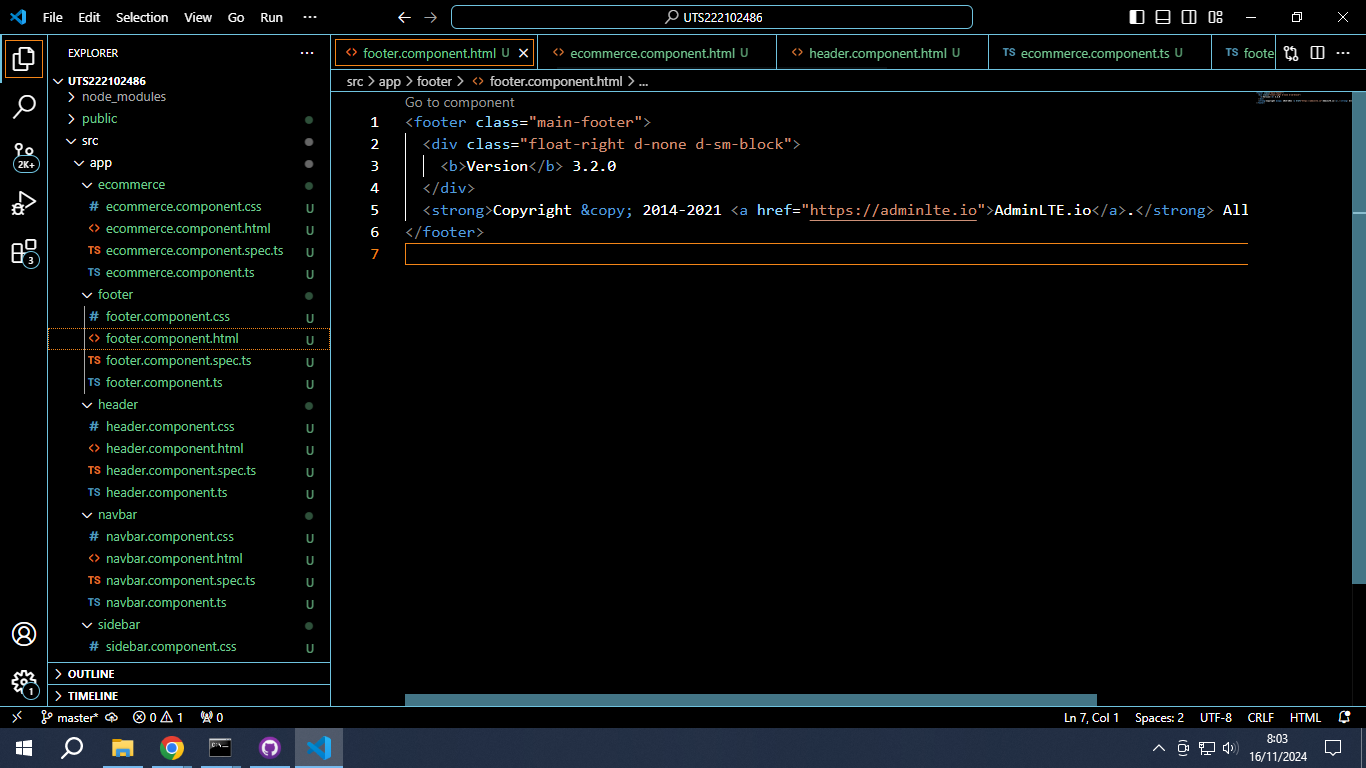 File Edit Selection View Go Run ···
UTS222102486
EXPLORER ···
UTS222102486
node_modules
public
src
app
ecommerce
# ecommerce.component.css U
<> ecommerce.component.html U
TS ecommerce.component.spec.ts U
TS ecommerce.component.ts U
footer
# footer.component.css U
<> footer.component.html U
TS footer.component.spec.ts U
TS footer.component.ts U
header
# header.component.css U
<> header.component.html U
TS header.component.spec.ts U
TS header.component.ts U
navbar
# navbar.component.css U
<> navbar.component.html U
TS navbar.component.spec.ts U
TS navbar.component.ts U
sidebar
# sidebar.component.css U
OUTLINE
TIMELINE
2K+
3
1
<> footer.component.html U
<> ecommerce.component.html U
<> header.component.html U
TS ecommerce.component.ts U
TS foote
src > app > footer > <> footer.component.html > ...
Go to component
1 <footer class="main-footer">
2 <div class="float-right d-none d-sm-block">
3 <b>Version</b> 3.2.0
4 </div>
5 <strong>Copyright &copy; 2014-2021 <a href="https://adminlte.io">AdminLTE.io</a>.</strong> All
6 </footer>
7
master* 0 1 0
Ln 7, Col 1 Spaces: 2 UTF-8 CRLF HTML
8:03
16/11/2024